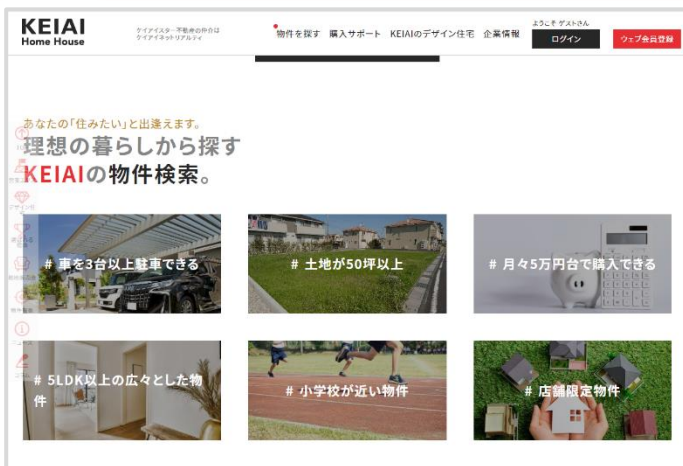 KEIAI
Home House
ケイアイスター不動産の仲介は
ケイアイネットリアルティ
物件を探す 購入サポート KEIAIのデザイン住宅 企業情報
ようこそ ゲストさん
ログイン
ウェブ会員登録
あなたの「住みたい」と出逢えます。
理想の暮らしから探す
KEIAIの物件検索。
# 車を3台以上駐車できる
# 土地が50坪以上
# 月々5万円台で購入できる
# 5LDK以上の広々とした物
件
# 小学校が近い物件
# 店舗限定物件